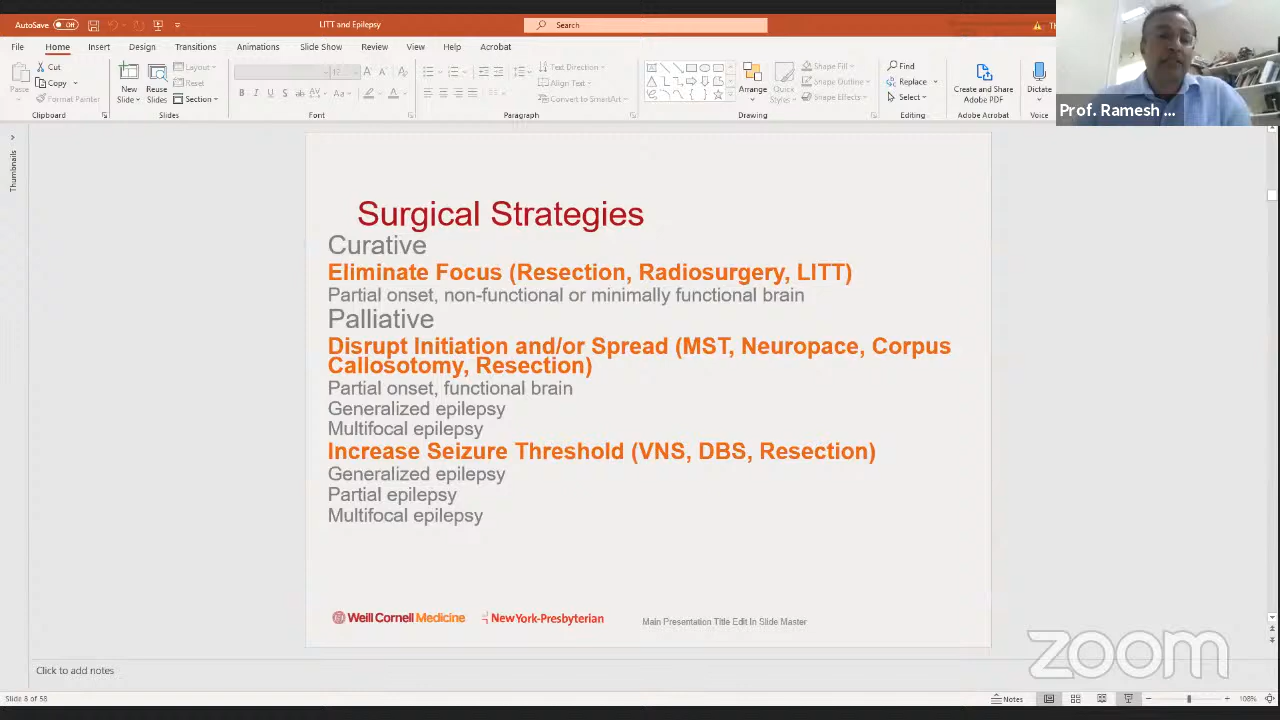 AutoSave
Off
LITT and Epilepsy
Search
File
Home
Insert
Design
Transitions
Animations
Slide Show
Review
View
Help
Acrobat
Paste
Cut
Copy
Format Painter
Clipboard
New
Slide
Reuse
Slides
Layout
Reset
Section
Slides
Font
Text Direction
Align Text
Convert to SmartArt
Paragraph
Arrange
Quick
Styles
Shape Fill
Shape Outline
Shape Effects
Drawing
Find
Replace
Select
Editing
Create and Share
Adobe PDF
Adobe Acrobat
Dictate
Voice
Prof. Ramesh ...
Thumbnails
Surgical Strategies
Curative
Eliminate Focus (Resection, Radiosurgery, LITT)
Partial onset, non-functional or minimally functional brain
Palliative
Disrupt Initiation and/or Spread (MST, Neuropace, Corpus
Callosotomy, Resection)
Partial onset, functional brain
Generalized epilepsy
Multifocal epilepsy
Increase Seizure Threshold (VNS, DBS, Resection)
Generalized epilepsy
Partial epilepsy
Multifocal epilepsy
Weill Cornell Medicine
NewYork-Presbyterian
Main Presentation Title Edit In Slide Master
zoom
Click to add notes
Slide 8 of 58
Notes
108%